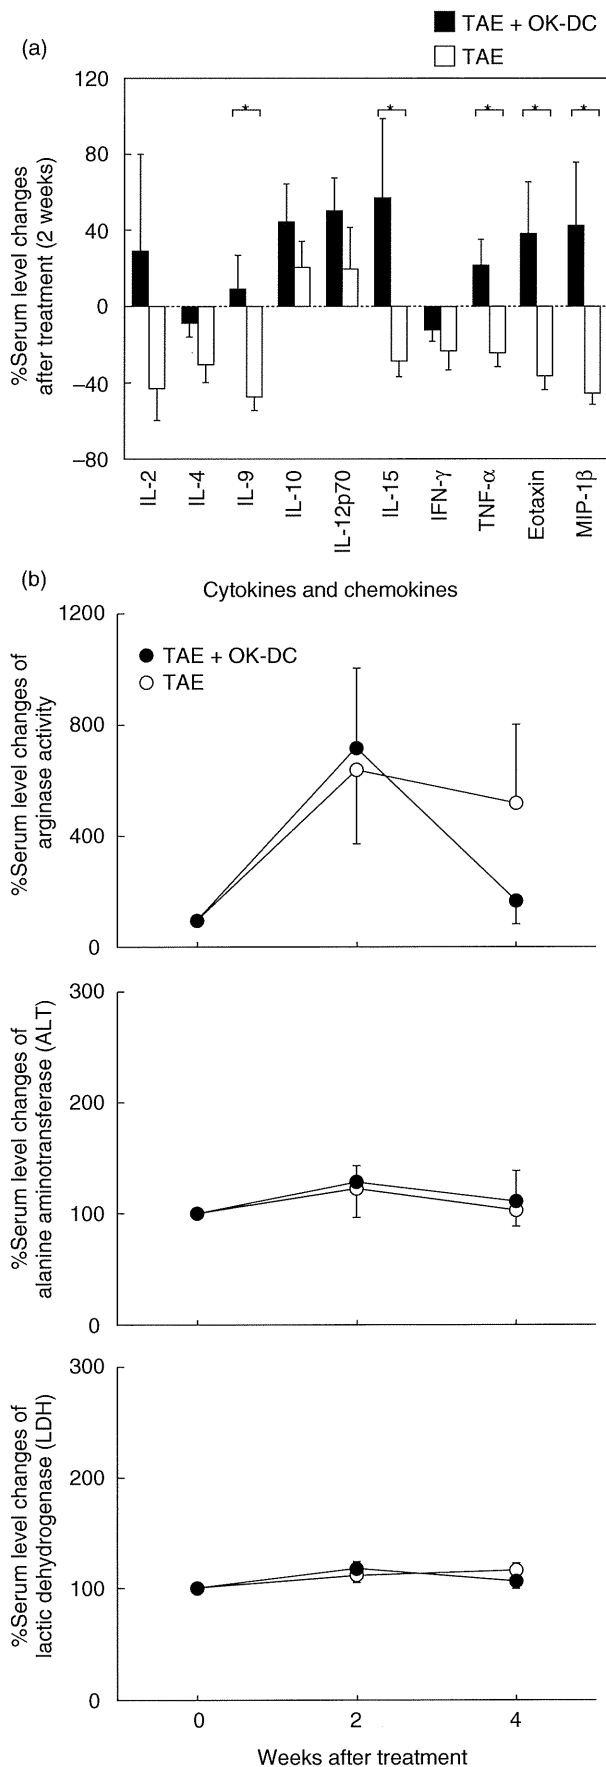 (a)
TAE + OK-DC
TAE
%Serum level changes
after treatment (2 weeks)
120
80
40
0
−40
−80
* * * * *
IL-2
IL-4
IL-9
IL-10
IL-12p70
IL-15
IFN-γ
TNF-α
Eotaxin
MIP-1β
Cytokines and chemokines
(b)
TAE + OK-DC
TAE
%Serum level changes of
arginase activity
1200
800
400
0
%Serum level changes of
alanine aminotransferase (ALT)
300
200
100
0
%Serum level changes of
lactic dehydrogenase (LDH)
300
200
100
0
0 2 4
Weeks after treatment